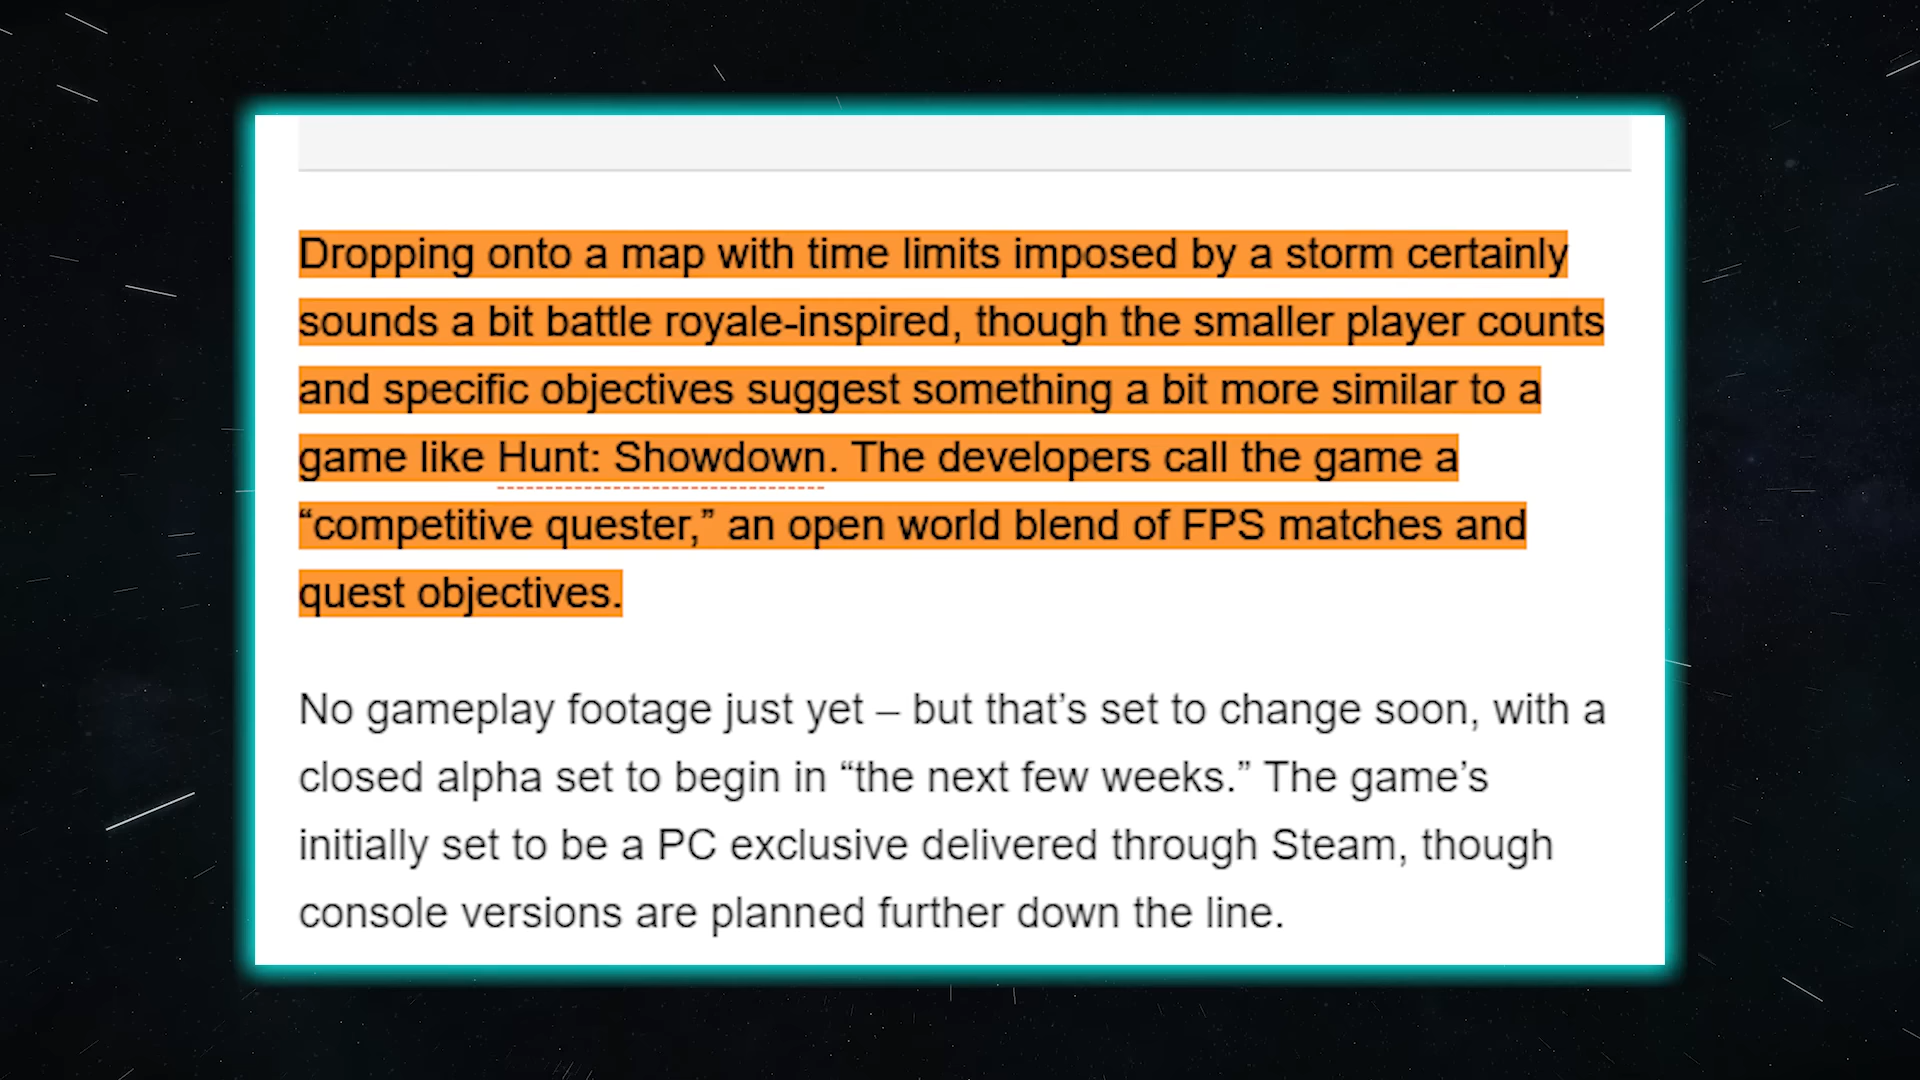 Dropping onto a map with time limits imposed by a storm certainly
sounds a bit battle royale-inspired, though the smaller player counts
and specific objectives suggest something a bit more similar to a
game like Hunt: Showdown. The developers call the game a
“competitive quester,” an open world blend of FPS matches and
quest objectives.
No gameplay footage just yet – but that’s set to change soon, with a
closed alpha set to begin in “the next few weeks.” The game’s
initially set to be a PC exclusive delivered through Steam, though
console versions are planned further down the line.